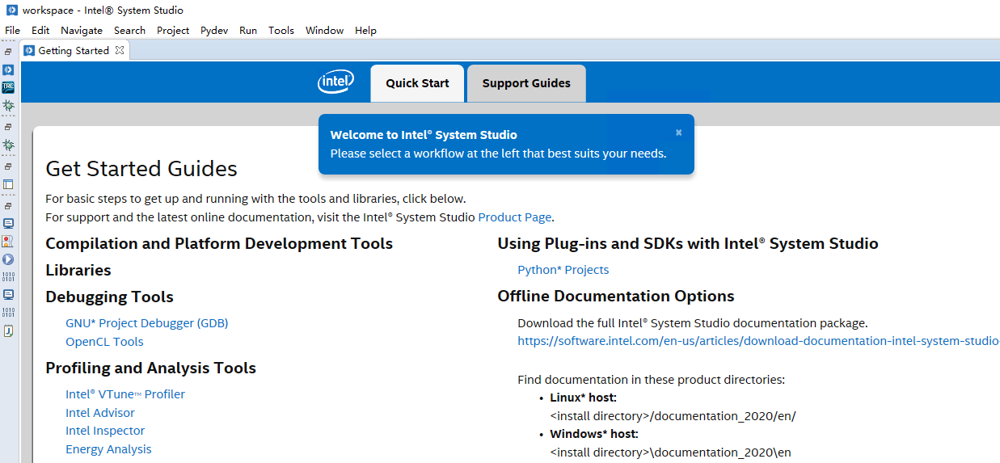 workspace - Intel® System Studio
File Edit Navigate Search Project Pydev Run Tools Window Help
Getting Started
intel
Quick Start
Support Guides
TRC
Welcome to Intel® System Studio
Please select a workflow at the left that best suits your needs.
Get Started Guides
For basic steps to get up and running with the tools and libraries, click below.
For support and the latest online documentation, visit the Intel® System Studio Product Page.
Compilation and Platform Development Tools
Libraries
Debugging Tools
GNU* Project Debugger (GDB)
OpenCL Tools
Profiling and Analysis Tools
Intel® VTune™ Profiler
Intel Advisor
Intel Inspector
Energy Analysis
Using Plug-ins and SDKs with Intel® System Studio
Python* Projects
Offline Documentation Options
Download the full Intel® System Studio documentation package.
https://software.intel.com/en-us/articles/download-documentation-intel-system-studio-
Find documentation in these product directories:
• Linux* host:
<install directory>/documentation_2020/en/
• Windows* host:
<install directory>\documentation_2020\en
1010
0101
1010
0101
J